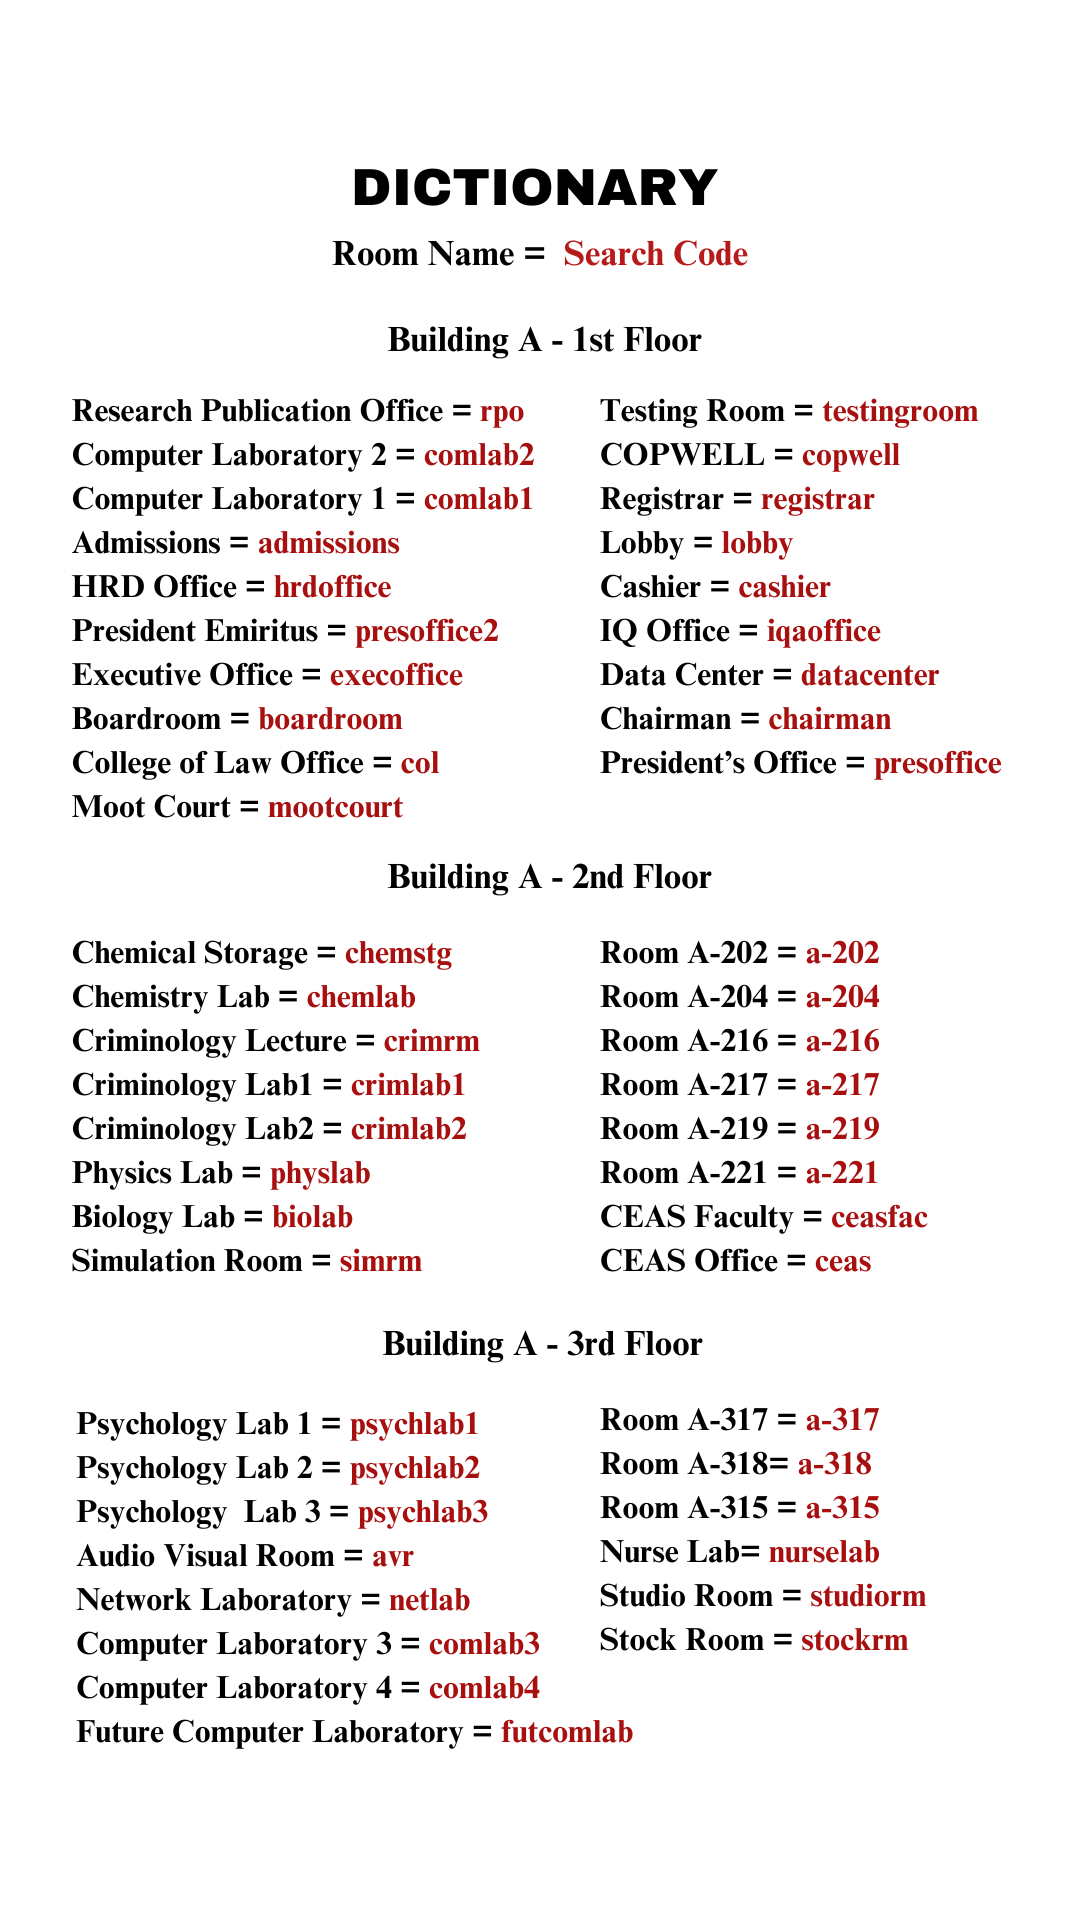 DICTIONARY
Room Name = Search Code
Building A - 1st Floor
Research Publication Office = rpo
Computer Laboratory 2 = comlab2
Computer Laboratory 1 = comlab1
Admissions = admissions
HRD Office = hrdoffice
President Emiritus = presoffice2
Executive Office = execoffice
Boardroom = boardroom
College of Law Office = col
Moot Court = mootcourt
Testing Room = testingroom
COPWELL = copwell
Registrar = registrar
Lobby = lobby
Cashier = cashier
IQ Office = iqaoffice
Data Center = datacenter
Chairman = chairman
President’s Office = presoffice
Building A - 2nd Floor
Chemical Storage = chemstg
Chemistry Lab = chemlab
Criminology Lecture = crimrm
Criminology Lab1 = crimlab1
Criminology Lab2 = crimlab2
Physics Lab = physlab
Biology Lab = biolab
Simulation Room = simrm
Room A-202 = a-202
Room A-204 = a-204
Room A-216 = a-216
Room A-217 = a-217
Room A-219 = a-219
Room A-221 = a-221
CEAS Faculty = ceasfac
CEAS Office = ceas
Building A - 3rd Floor
Psychology Lab 1 = psychlab1
Psychology Lab 2 = psychlab2
Psychology  Lab 3 = psychlab3
Audio Visual Room = avr
Network Laboratory = netlab
Computer Laboratory 3 = comlab3
Computer Laboratory 4 = comlab4
Future Computer Laboratory = futcomlab
Room A-317 = a-317
Room A-318= a-318
Room A-315 = a-315
Nurse Lab= nurselab
Studio Room = studiorm
Stock Room = stockrm